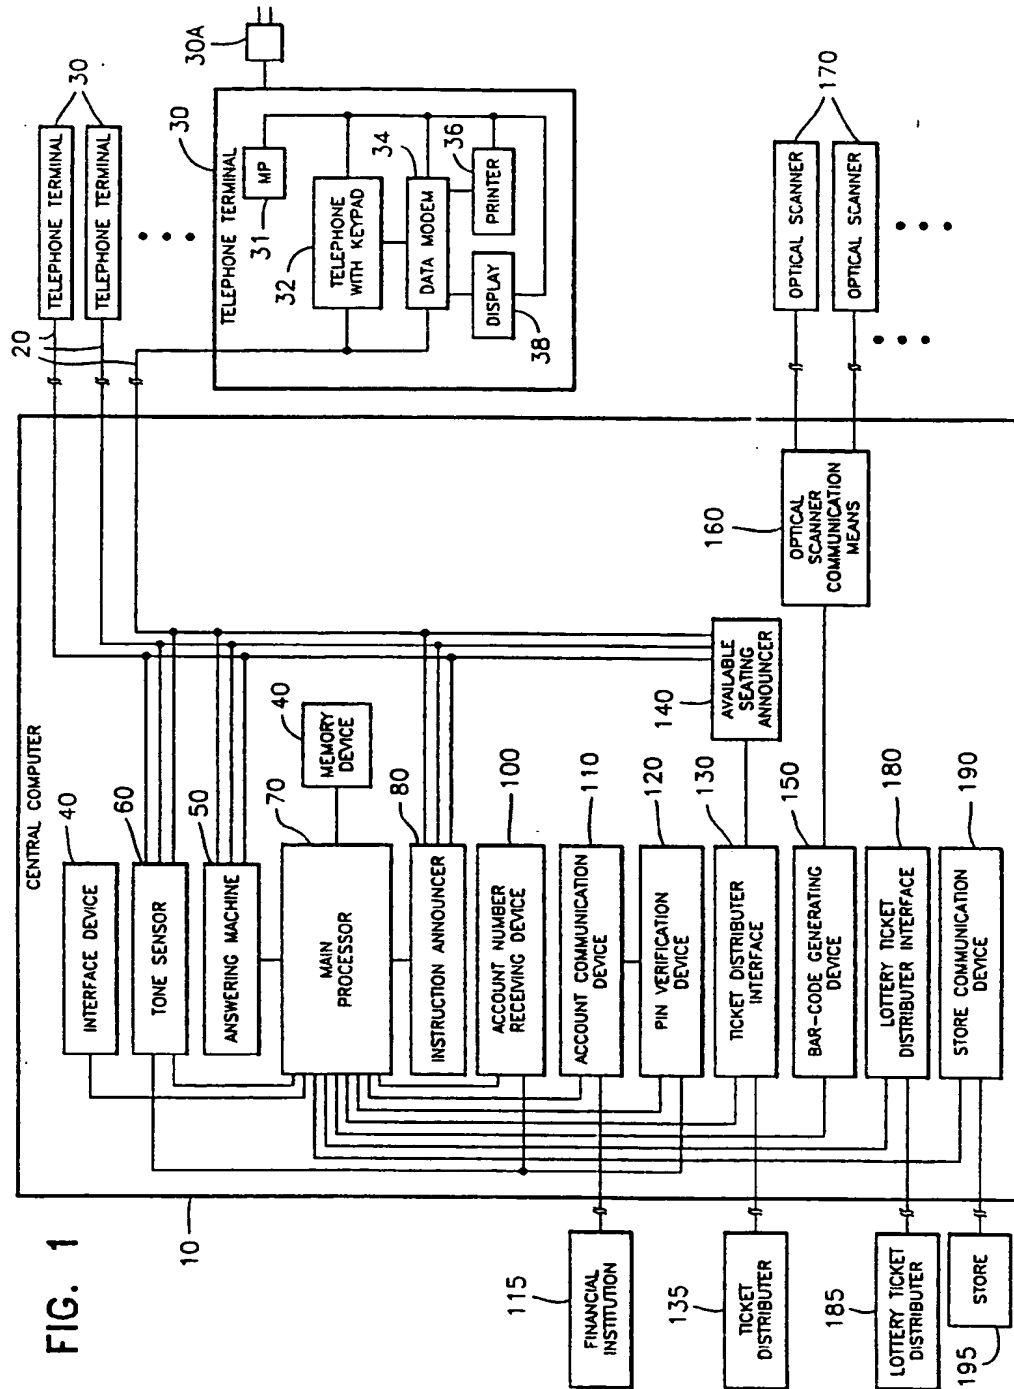 FIG. 1
10
CENTRAL COMPUTER
40
INTERFACE DEVICE
60
TONE SENSOR
50
ANSWERING MACHINE
70
MAIN
PROCESSOR
40
MEMORY
DEVICE
80
INSTRUCTION ANNOUNCER
100
ACCOUNT NUMBER
RECEIVING DEVICE
110
ACCOUNT COMMUNICATION
DEVICE
120
PIN VERIFICATION
DEVICE
130
TICKET DISTRIBUTER
INTERFACE
140
AVAILABLE
SEATING
ANNOUNCER
150
BAR-CODE GENERATING
DEVICE
160
OPTICAL
SCANNER
COMMUNICATION
MEANS
180
LOTTERY TICKET
DISTRIBUTER INTERFACE
190
STORE COMMUNICATION
DEVICE
115
FINANCIAL
INSTITUTION
135
TICKET
DISTRIBUTER
185
LOTTERY TICKET
DISTRIBUTER
195
STORE
20
TELEPHONE TERMINAL
TELEPHONE TERMINAL
30
TELEPHONE TERMINAL
30
30A
MP
31
32
TELEPHONE
WITH KEYPAD
34
DATA MODEM
36
PRINTER
DISPLAY
38
OPTICAL SCANNER
OPTICAL SCANNER
170